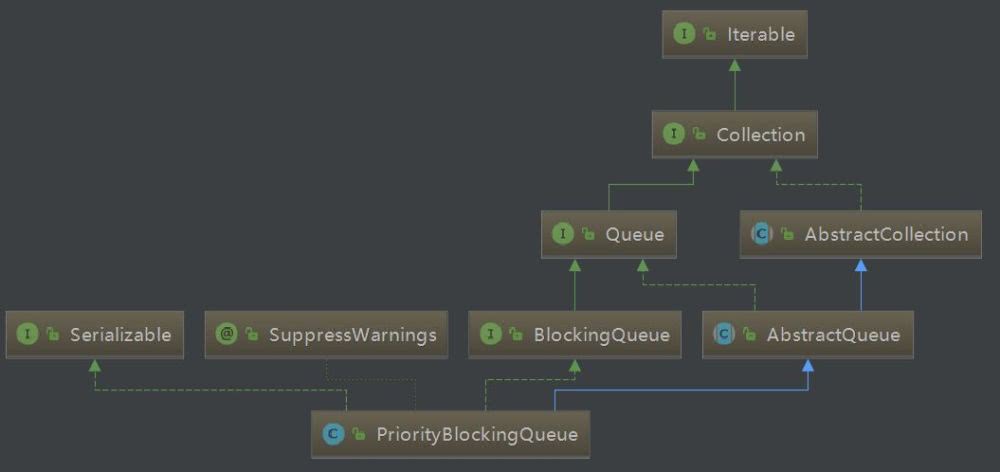 I Iterable
I Collection
I Queue
C AbstractCollection
I Serializable
@ SuppressWarnings
I BlockingQueue
C AbstractQueue
C PriorityBlockingQueue